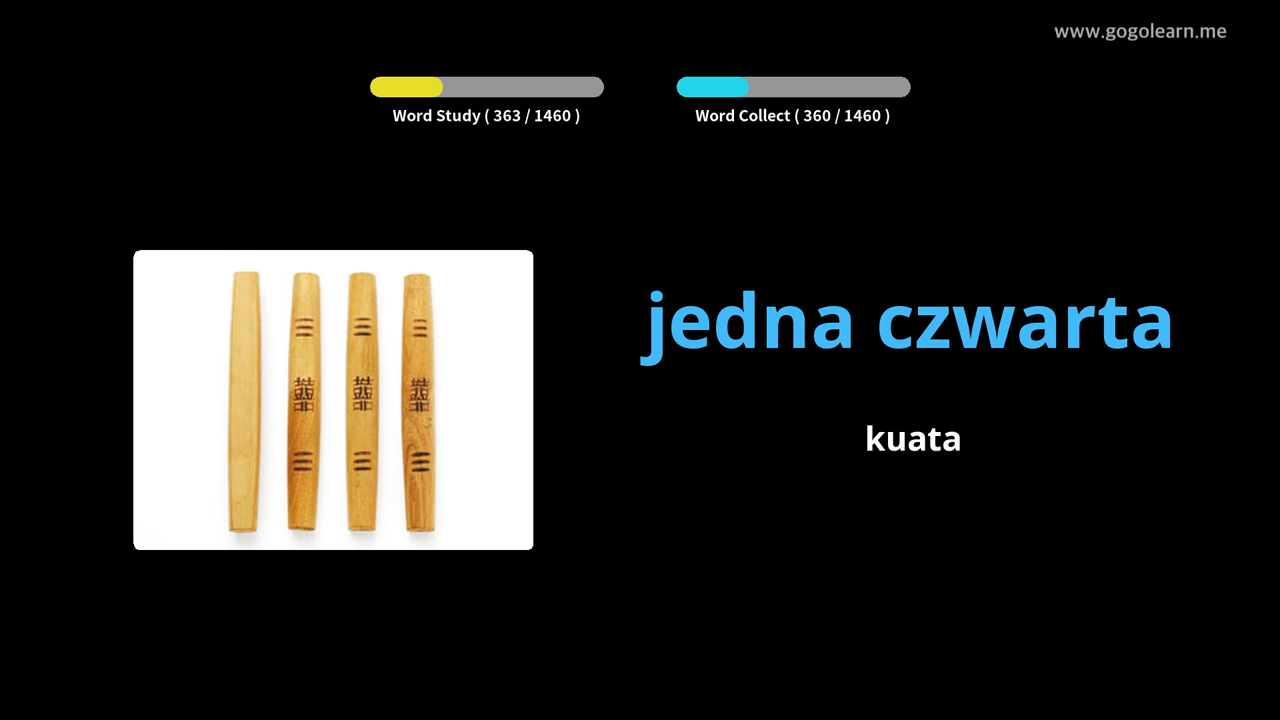 www.gogolearn.me
Word Study ( 363 / 1460 )
Word Collect ( 360 / 1460 )
jedna czwarta
kuata